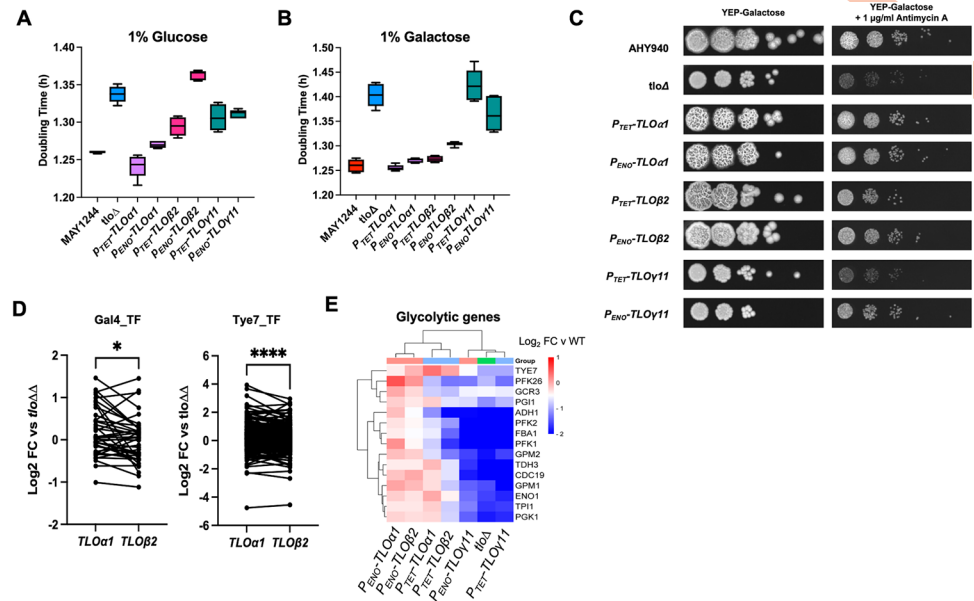 A
1% Glucose
Doubling Time (h)
1.40
1.35
1.30
1.25
1.20
MAY1244
tloΔ
PTET-TLOα1
PENO-TLOα1
PTET-TLOβ2
PENO-TLOβ2
PTET-TLOγ11
PENO-TLOγ11
B
1% Galactose
Doubling Time (h)
1.50
1.45
1.40
1.35
1.30
1.25
1.20
MAY1244
tloΔ
PTET-TLOα1
PENO-TLOα1
PTET-TLOβ2
PENO-TLOβ2
PTET-TLOγ11
PENO-TLOγ11
C
YEP-Galactose
YEP-Galactose
+ 1 µg/ml Antimycin A
AHY940
tloΔ
PTET-TLOα1
PENO-TLOα1
PTET-TLOβ2
PENO-TLOβ2
PTET-TLOγ11
PENO-TLOγ11
D
Gal4_TF
Log2 FC vs tloΔΔ
2
1
0
-1
-2
*
TLOα1 TLOβ2
Tye7_TF
Log2 FC vs tloΔΔ
6
4
2
0
-2
-4
-6
****
TLOα1 TLOβ2
E
Glycolytic genes
Log2 FC v WT
Group
1
0
- 1
- 2
TYE7
PFK26
GCR3
PGI1
ADH1
PFK2
FBA1
PFK1
GPM2
TDH3
CDC19
GPM1
ENO1
TPI1
PGK1
PENO-TLOα1
PENO-TLOβ2
PTET-TLOα1
PTET-TLOβ2
PENO-TLOγ11
tloΔΔ
PTET-TLOγ11